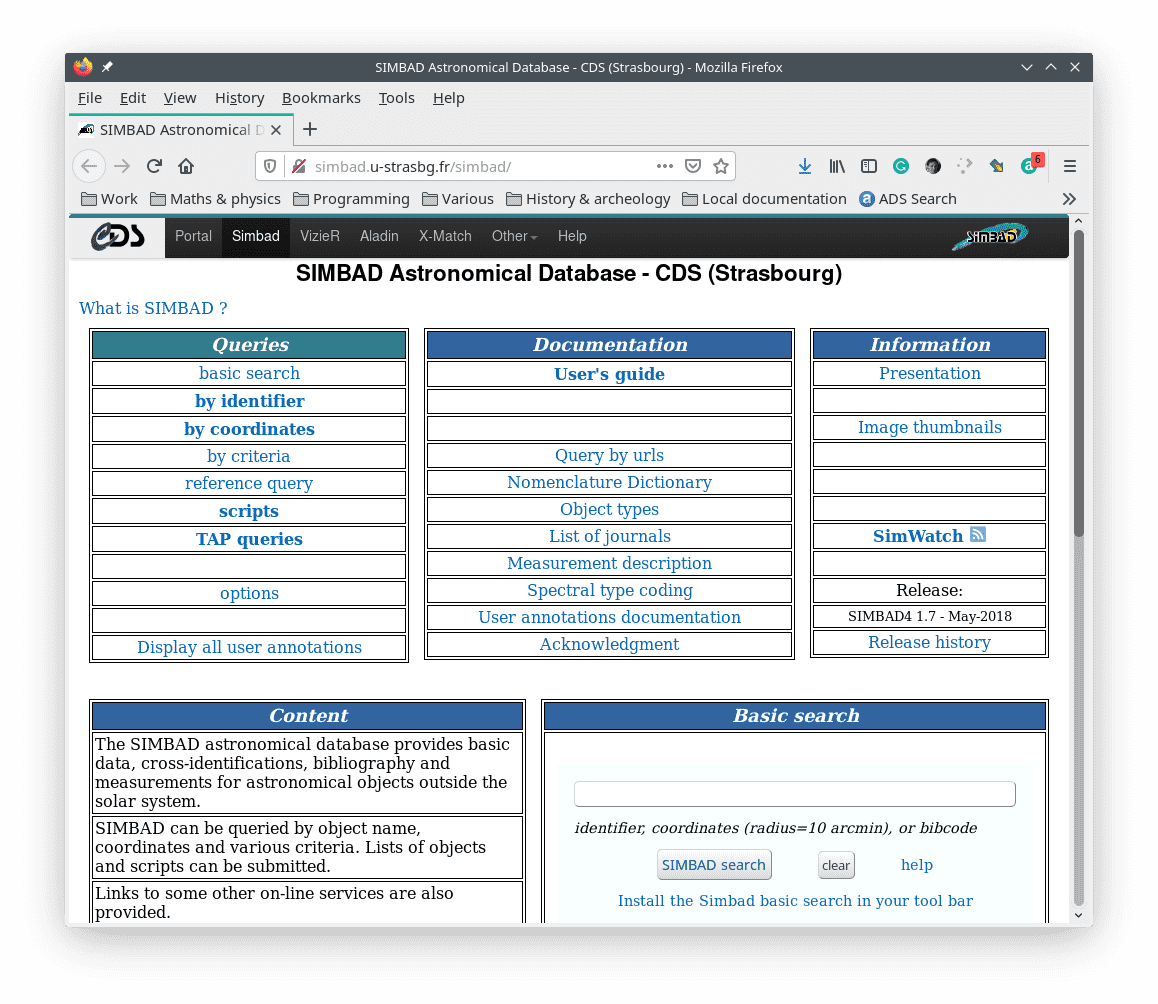 SIMBAD Astronomical Database - CDS (Strasbourg) - Mozilla Firefox
File Edit View History Bookmarks Tools Help
SIMBAD Astronomical D
simbad.u-strasbg.fr/simbad/
6
Work Maths & physics Programming Various History & archeology Local documentation ADS Search
CDS Portal Simbad VizieR Aladin X-Match Other Help SIMBAD
SIMBAD Astronomical Database - CDS (Strasbourg)
What is SIMBAD ?
Queries
basic search
by identifier
by coordinates
by criteria
reference query
scripts
TAP queries
options
Display all user annotations
Documentation
User's guide
Query by urls
Nomenclature Dictionary
Object types
List of journals
Measurement description
Spectral type coding
User annotations documentation
Acknowledgment
Information
Presentation
Image thumbnails
SimWatch
Release:
SIMBAD4 1.7 - May-2018
Release history
Content
The SIMBAD astronomical database provides basic
data, cross-identifications, bibliography and
measurements for astronomical objects outside the
solar system.
SIMBAD can be queried by object name,
coordinates and various criteria. Lists of objects
and scripts can be submitted.
Links to some other on-line services are also
provided.
Basic search
identifier, coordinates (radius=10 arcmin), or bibcode
SIMBAD search clear help
Install the Simbad basic search in your tool bar